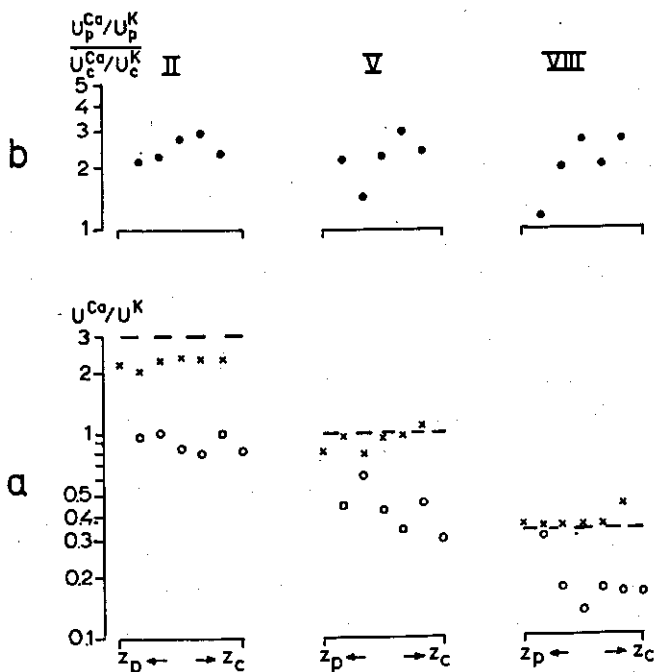 U_p^Ca/U_p^K
U_c^Ca/U_c^K
II V VIII
b
5
4
3
2
1
U^Ca/U^K
a
3
2
1
0.5
0.4
0.3
0.2
0.1
Z_p ← → Z_c
Z_p ← → Z_c
Z_p ← → Z_c